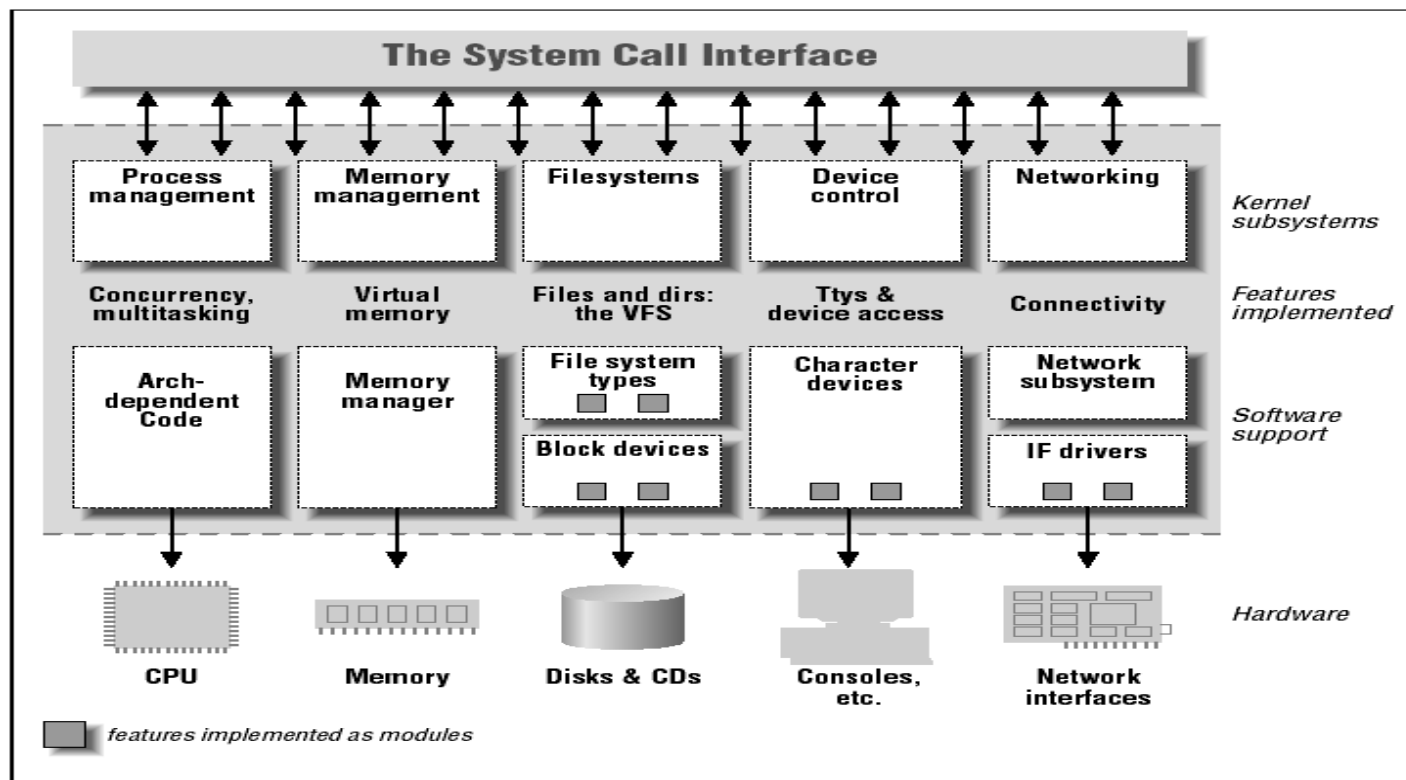 The System Call Interface
Process
management
Memory
management
Filesystems
Device
control
Networking
Kernel
subsystems
Concurrency,
multitasking
Virtual
memory
Files and dirs:
the VFS
Ttys &
device access
Connectivity
Features
implemented
Arch-
dependent
Code
Memory
manager
File system
types
Block devices
Character
devices
Network
subsystem
IF drivers
Software
support
CPU
Memory
Disks & CDs
Consoles,
etc.
Network
interfaces
Hardware
features implemented as modules